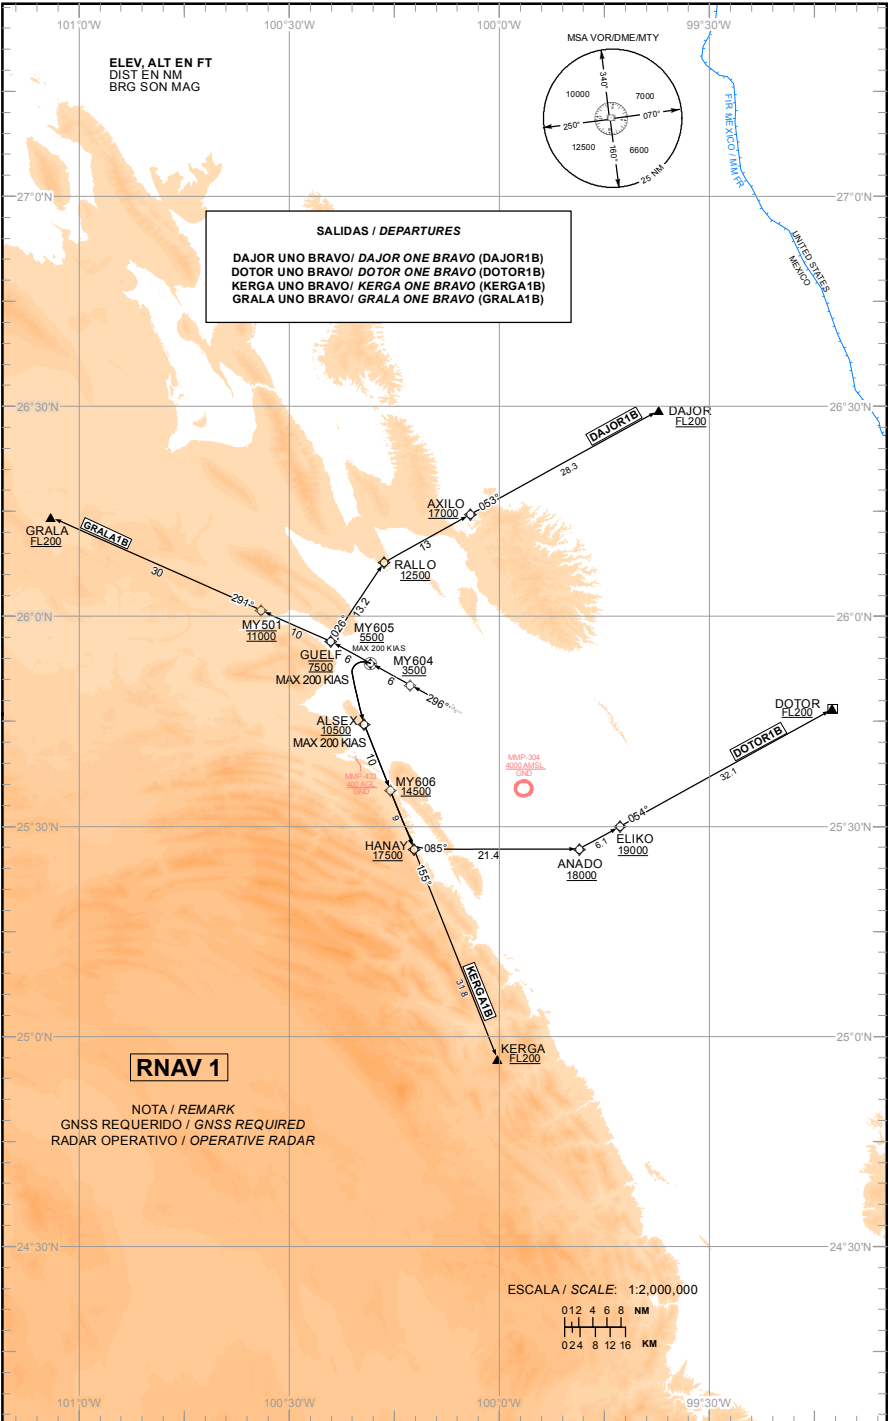 101°0'W 100°30'W 100°0'W 99°30'W
ELEV, ALT EN FT
DIST EN NM
BRG SON MAG
MSA VOR/DME/MTY
340°
10000
7000
070°
250°
12500
160°
6600
25 NM
FIR MEXICO / MMFR
UNITED STATES
MEXICO
27°0'N 27°0'N
SALIDAS / DEPARTURES
DAJOR UNO BRAVO/ DAJOR ONE BRAVO (DAJOR1B)
DOTOR UNO BRAVO/ DOTOR ONE BRAVO (DOTOR1B)
KERGA UNO BRAVO/ KERGA ONE BRAVO (KERGA1B)
GRALA UNO BRAVO/ GRALA ONE BRAVO (GRALA1B)
26°30'N 26°30'N
DAJOR
FL200
DAJOR1B
28.3
053°
AXILO
17000
13
RALLO
12500
GRALA
FL200
GRALA1B
30
291°
MY501
11000
10
026°
13.2
26°0'N 26°0'N
GUELF
7500
MAX 200 KIAS
6
MY605
5500
MAX 200 KIAS
MY604
3500
6
296°
ALSEX
10500
MAX 200 KIAS
10
MMP-433
400 AGL
GND
MMP-304
4000 AMSL
GND
DOTOR
FL200
DOTOR1B
32.1
054°
MY606
14500
9
25°30'N 25°30'N
HANAY
17500
085°
21.4
6.1
ELIKO
19000
ANADO
18000
155°
KERGA1B
31.8
25°0'N 25°0'N
KERGA
FL200
RNAV 1
NOTA / REMARK
GNSS REQUERIDO / GNSS REQUIRED
RADAR OPERATIVO / OPERATIVE RADAR
24°30'N 24°30'N
ESCALA / SCALE: 1:2,000,000
0 1 2 4 6 8 NM
0 2 4 8 12 16 KM
101°0'W 100°30'W 100°0'W 99°30'W